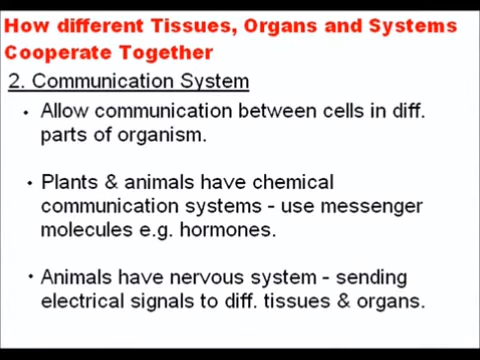 How different Tissues, Organs and Systems
Cooperate Together
2. Communication System
• Allow communication between cells in diff.
parts of organism.
• Plants & animals have chemical
communication systems - use messenger
molecules e.g. hormones.
• Animals have nervous system - sending
electrical signals to diff. tissues & organs.